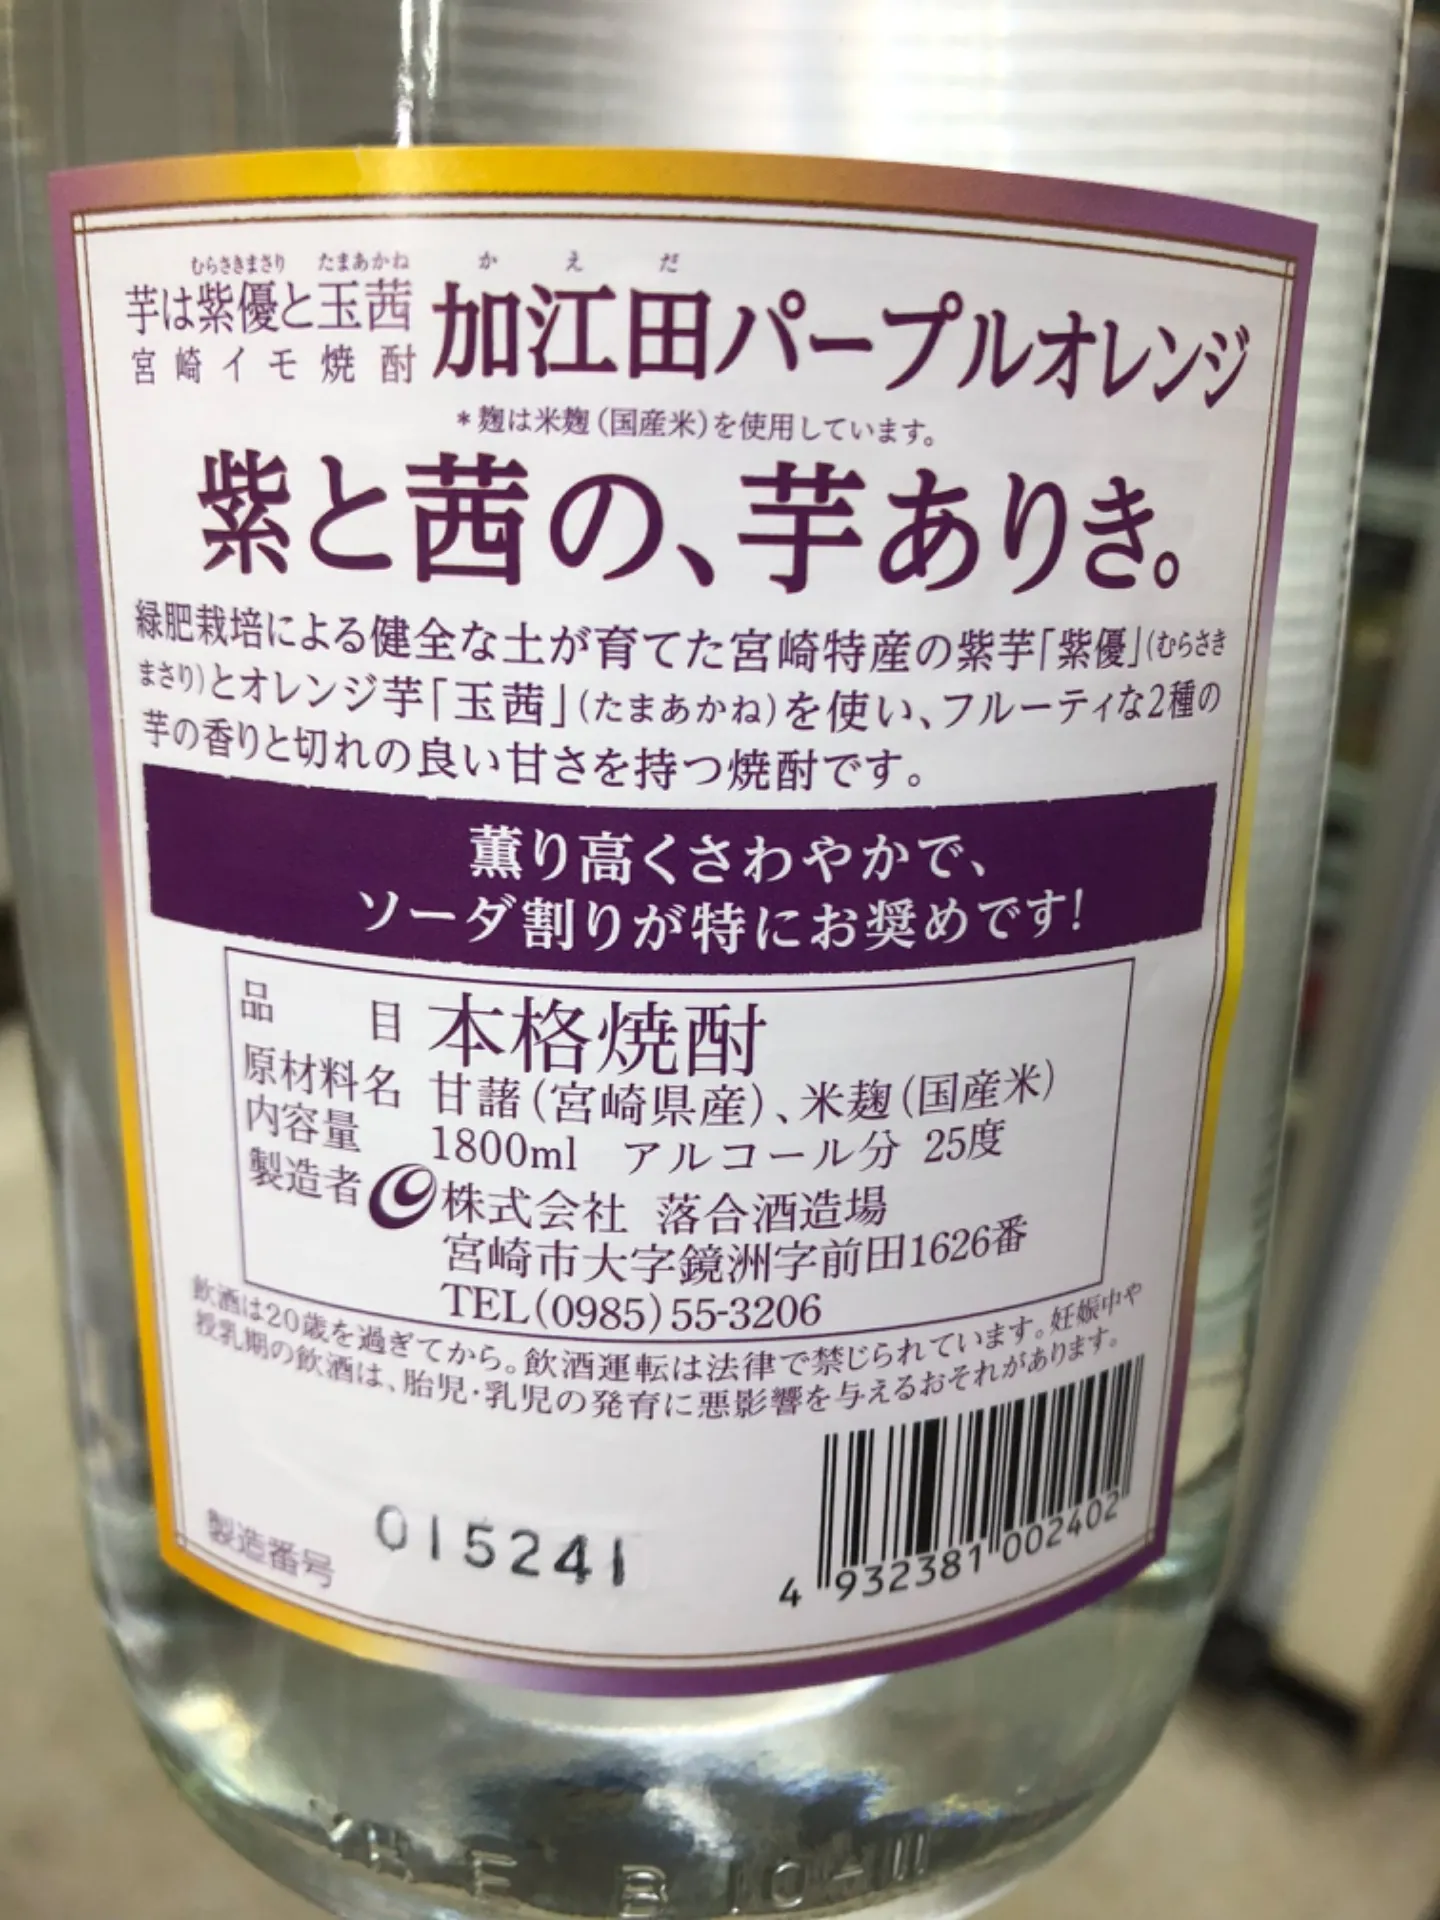 むらさきまさり たまあかね か え だ
芋は紫優と玉茜 加江田パープルオレンジ
宮崎イモ焼酎
*麹は米麹(国産米)を使用しています。
紫と茜の、芋ありき。
緑肥栽培による健全な土が育てた宮崎特産の紫芋「紫優」(むらさき
まさり)とオレンジ芋「玉茜」(たまあかね)を使い、フルーティな2種の
芋の香りと切れの良い甘さを持つ焼酎です。
薫り高くさわやかで、
ソーダ割りが特にお奨めです!
品目 本格焼酎
原材料名 甘藷(宮崎県産)、米麹(国産米)
内容量 1800ml アルコール分 25度
製造者 株式会社 落合酒造場
宮崎市大字鏡洲字前田1626番
TEL(0985)55-3206
飲酒は20歳を過ぎてから。飲酒運転は法律で禁じられています。妊娠中や
授乳期の飲酒は、胎児・乳児の発育に悪影響を与えるおそれがあります。
製造番号 015241
4 932381 002402